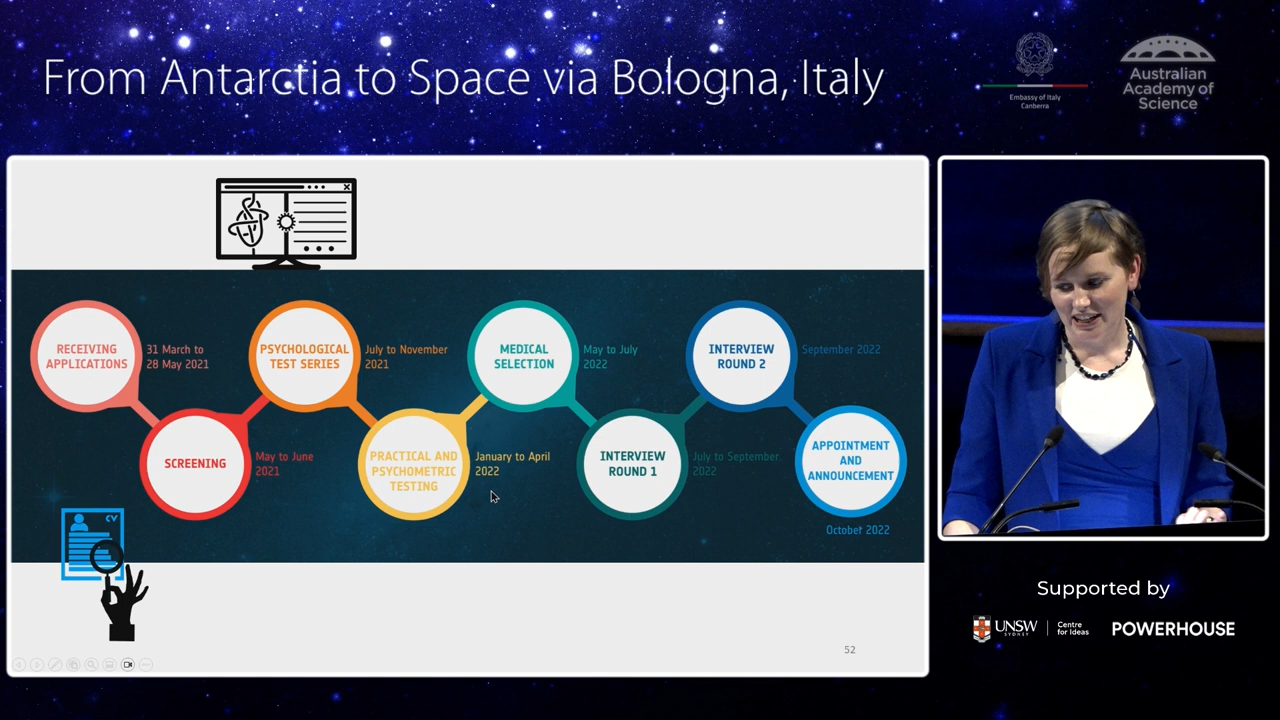 From Antarctia to Space via Bologna, Italy
Embassy of Italy
Canberra
Australian
Academy of
Science
CV
RECEIVING
APPLICATIONS
31 March to
28 May 2021
SCREENING
May to June
2021
PSYCHOLOGICAL
TEST SERIES
July to November
2021
PRACTICAL AND
PSYCHOMETRIC
TESTING
January to April
2022
MEDICAL
SELECTION
May to July
2022
INTERVIEW
ROUND 1
July to September.
2022
INTERVIEW
ROUND 2
September 2022
APPOINTMENT
AND
ANNOUNCEMENT
October 2022
52
Supported by
UNSW
SYDNEY
Centre
for Ideas
POWERHOUSE